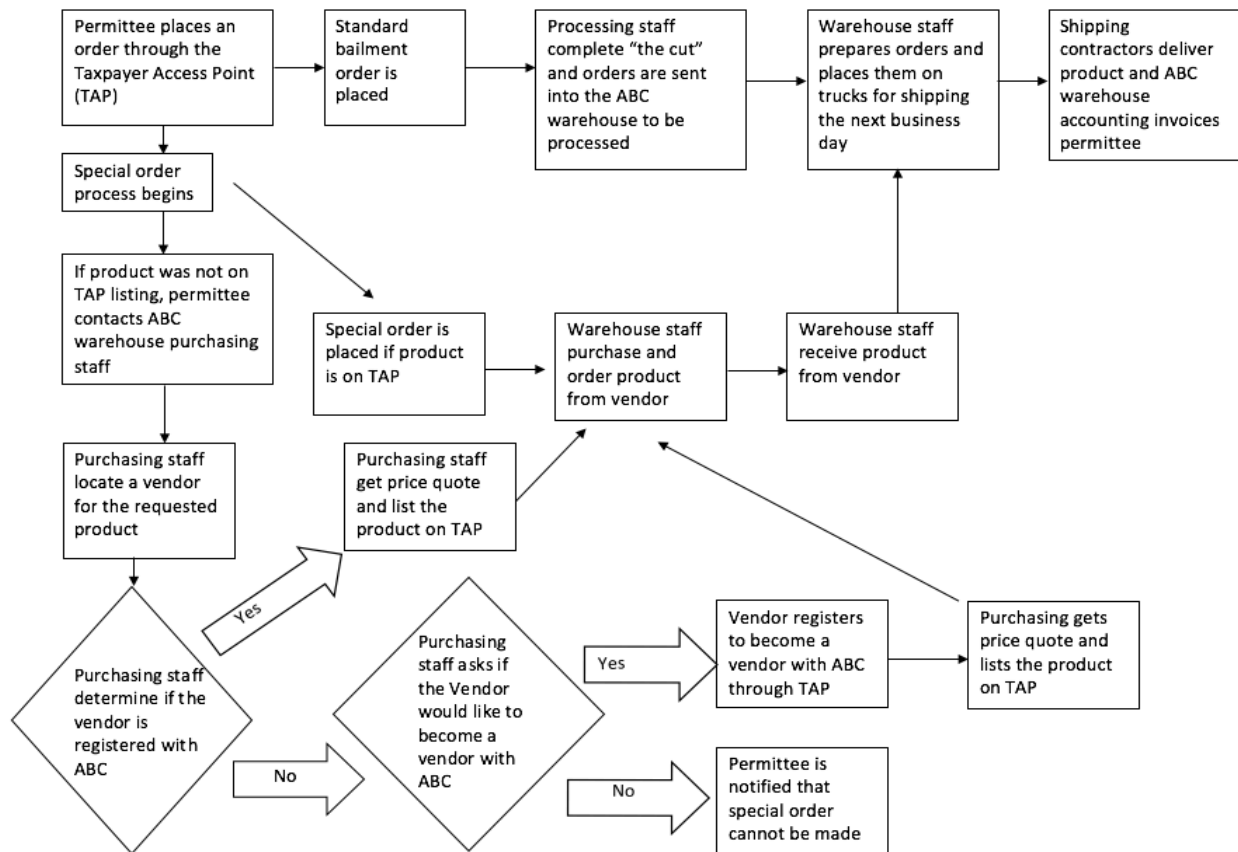 Permittee places an
order through the
Taxpayer Access Point
(TAP)
Standard
bailment
order is
placed
Processing staff
complete “the cut”
and orders are sent
into the ABC
warehouse to be
processed
Warehouse staff
prepares orders and
places them on
trucks for shipping
the next business
day
Shipping
contractors deliver
product and ABC
warehouse
accounting invoices
permittee
Special order
process begins
If product was not on
TAP listing, permittee
contacts ABC
warehouse purchasing
staff
Special order is
placed if product
is on TAP
Warehouse staff
purchase and
order product
from vendor
Warehouse staff
receive product
from vendor
Purchasing staff
locate a vendor
for the requested
product
Purchasing staff
get price quote
and list the
product on TAP
Yes
Purchasing staff
determine if the
vendor is
registered with
ABC
No
Purchasing
staff asks if
the Vendor
would like to
become a
vendor with
ABC
Yes
Vendor registers
to become a
vendor with ABC
through TAP
Purchasing gets
price quote and
lists the product
on TAP
No
Permittee is
notified that
special order
cannot be made